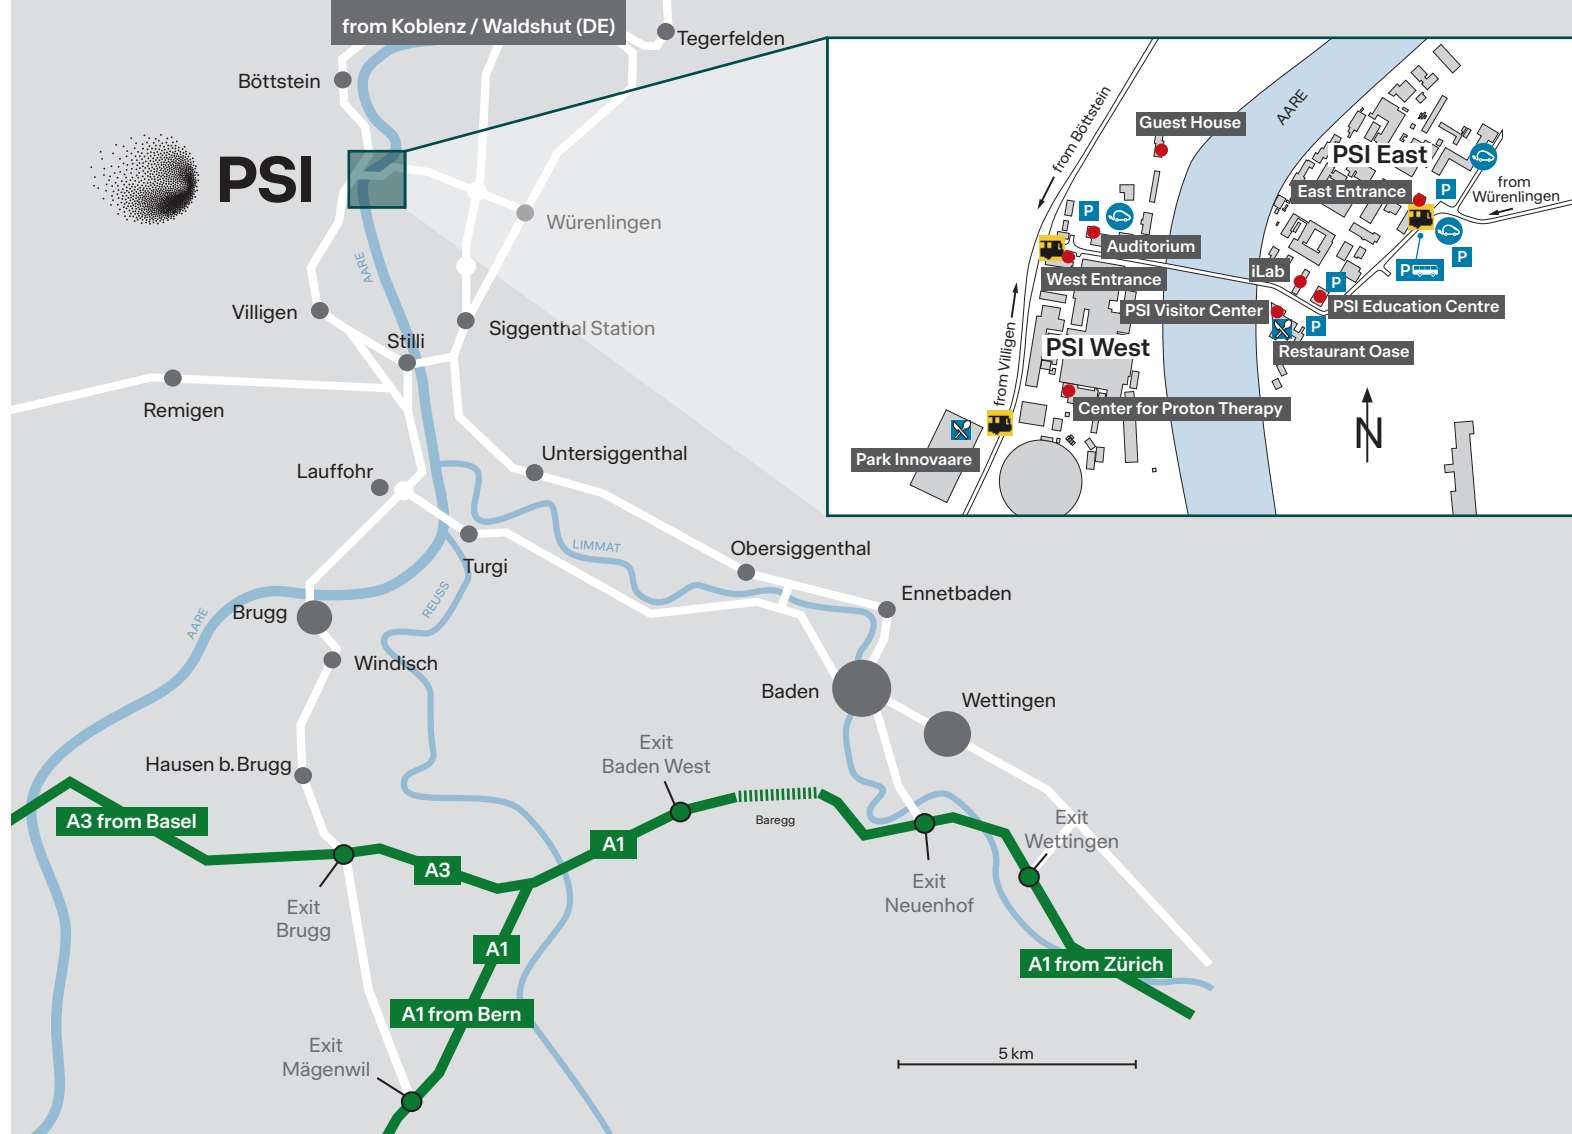 from Koblenz / Waldshut (DE)
Tegerfelden
Böttstein
PSI
Würenlingen
AARE
Villigen
Siggenthal Station
Stilli
Remigen
Untersiggenthal
Lauffohr
LIMMAT
Obersiggenthal
Turgi
REUSS
Ennetbaden
AARE
Brugg
Windisch
Baden
Wettingen
Exit
Baden West
Hausen b. Brugg
A3 from Basel
Baregg
A1
Exit
Wettingen
A3
Exit
Neuenhof
Exit
Brugg
A1
A1 from Zürich
A1 from Bern
Exit
Mägenwil
5 km
from Böttstein
Guest House
AARE
PSI East
East Entrance
P
from
Würenlingen
P
Auditorium
P
P
West Entrance
iLab
P
PSI Visitor Center
PSI Education Centre
P
Restaurant Oase
PSI West
from Villigen
Center for Proton Therapy
N
Park Innovaare